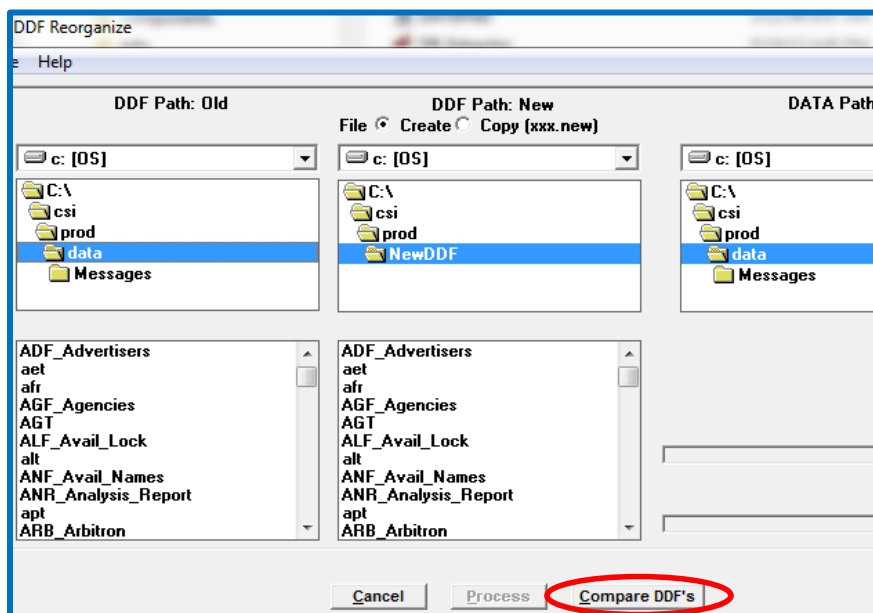 DDF Reorganize
e Help
DDF Path: Old DDF Path: New DATA Path
File Create Copy (xxx.new)
c: [OS] c: [OS] c: [OS]
C:\ C:\ C:\
csi csi csi
prod prod prod
data NewDDF data
Messages Messages
ADF_Advertisers ADF_Advertisers
aet aet
afr afr
AGF_Agencies AGF_Agencies
AGT AGT
ALF_Avail_Lock ALF_Avail_Lock
alt alt
ANF_Avail_Names ANF_Avail_Names
ANR_Analysis_Report ANR_Analysis_Report
apt apt
ARB_Arbitron ARB_Arbitron
Cancel Process Compare DDF's